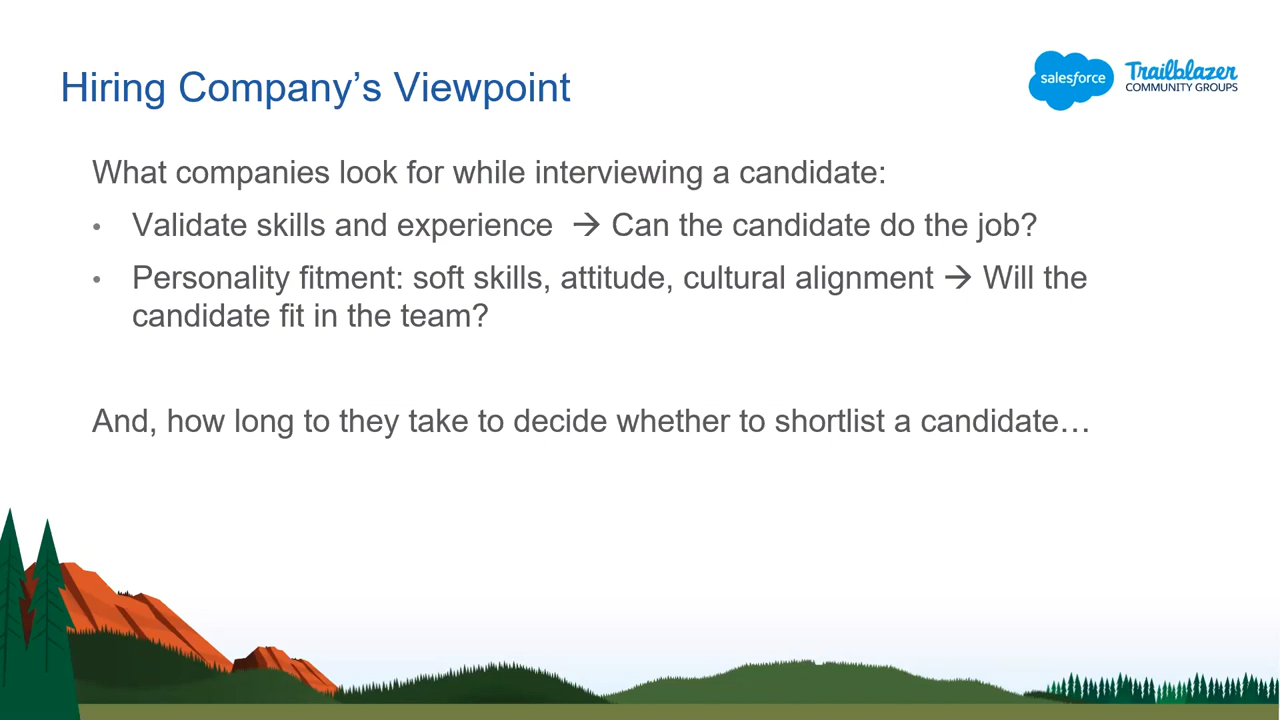 Hiring Company’s Viewpoint
salesforce
Trailblazer
COMMUNITY GROUPS
What companies look for while interviewing a candidate:
• Validate skills and experience → Can the candidate do the job?
• Personality fitment: soft skills, attitude, cultural alignment → Will the
candidate fit in the team?
And, how long to they take to decide whether to shortlist a candidate…